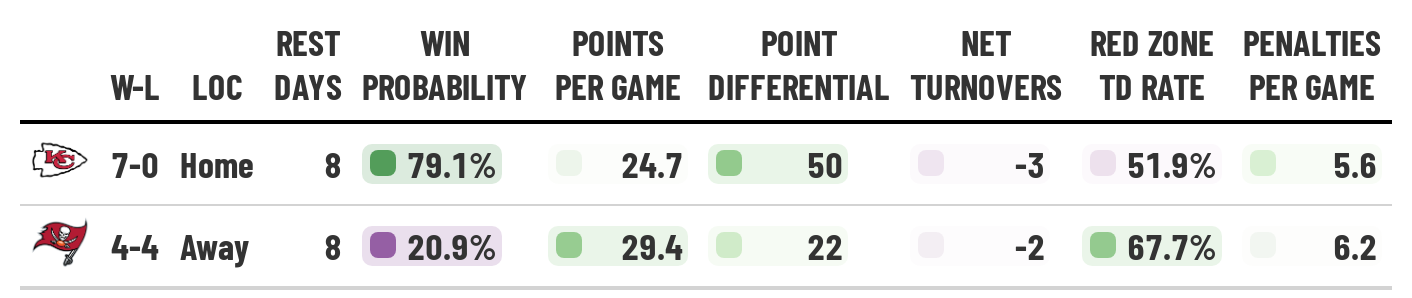 REST WIN POINTS POINT NET RED ZONE PENALTIES
W-L LOC DAYS PROBABILITY PER GAME DIFFERENTIAL TURNOVERS TD RATE PER GAME
KC 7-0 Home 8 79.1% 24.7 50 -3 51.9% 5.6
4-4 Away 8 20.9% 29.4 22 -2 67.7% 6.2